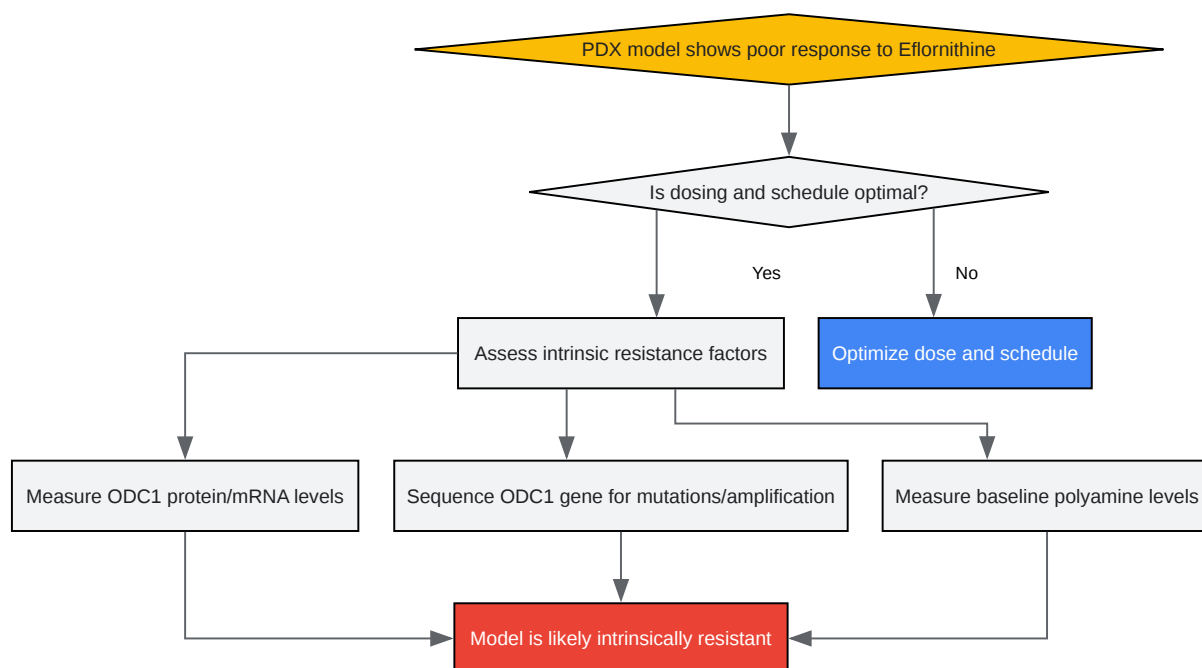 PDX model shows poor response to Eflornithine
Is dosing and schedule optimal?
Yes
No
Assess intrinsic resistance factors
Optimize dose and schedule
Measure ODC1 protein/mRNA levels
Sequence ODC1 gene for mutations/amplification
Measure baseline polyamine levels
Model is likely intrinsically resistant